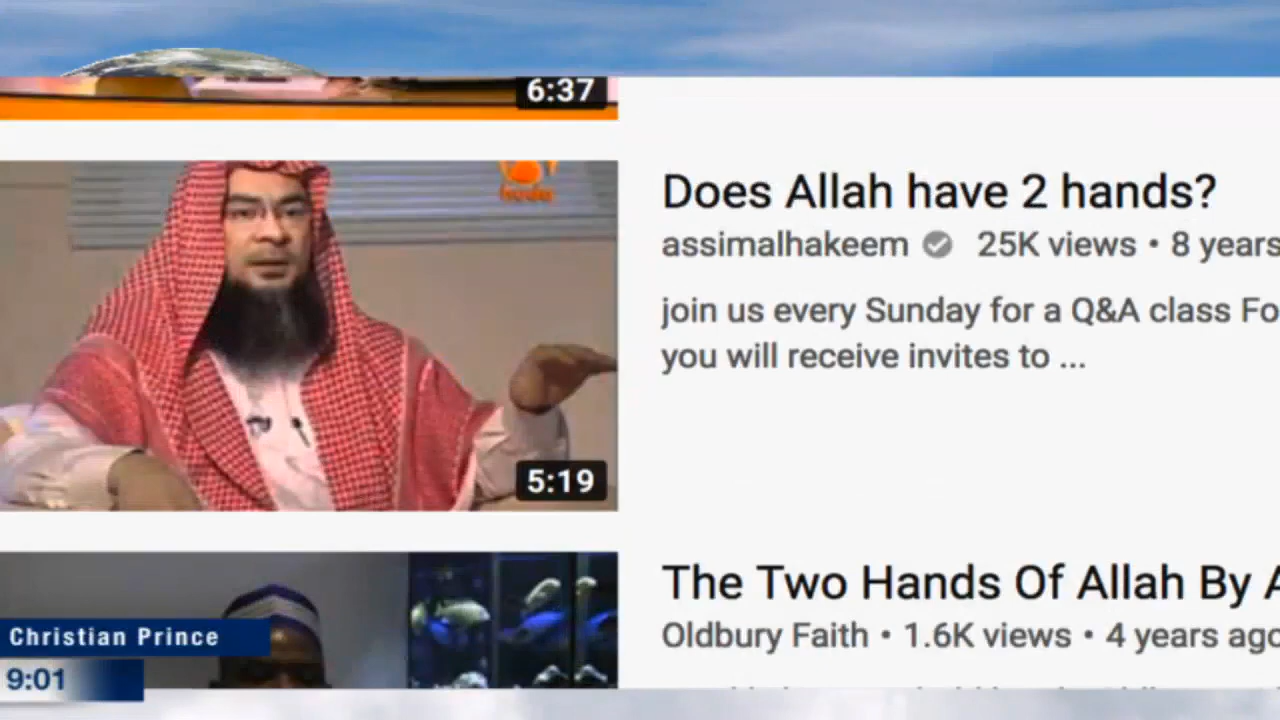 6:37
huda
Does Allah have 2 hands?
assimalhakeem 25K views • 8 years
join us every Sunday for a Q&A class Fo
you will receive invites to ...
5:19
The Two Hands Of Allah By A
Oldbury Faith • 1.6K views • 4 years ago
Christian Prince
9:01